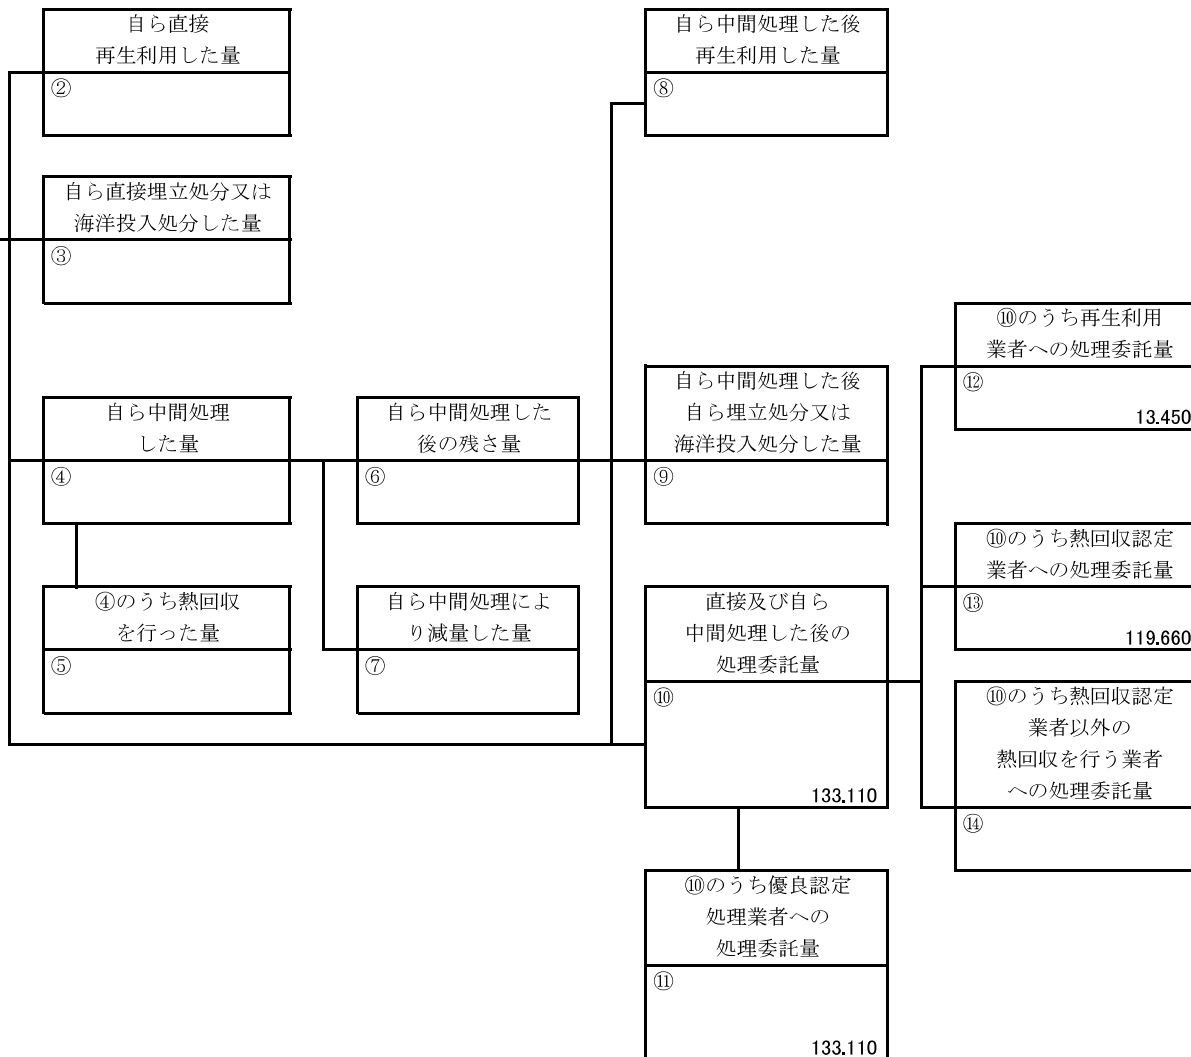 自ら直接
再生利用した量
②
自ら中間処理した後
再生利用した量
⑧
自ら直接埋立処分又は
海洋投入処分した量
③
⑩のうち再生利用
業者への処理委託量
⑫
13.450
自ら中間処理
した量
④
自ら中間処理した
後の残さ量
⑥
自ら中間処理した後
自ら埋立処分又は
海洋投入処分した量
⑨
⑩のうち熱回収認定
業者への処理委託量
⑬
119.660
④のうち熱回収
を行った量
⑤
自ら中間処理によ
り減量した量
⑦
直接及び自ら
中間処理した後の
処理委託量
⑩
133.110
⑩のうち熱回収認定
業者以外の
熱回収を行う業者
への処理委託量
⑭
⑩のうち優良認定
処理業者への
処理委託量
⑪
133.110